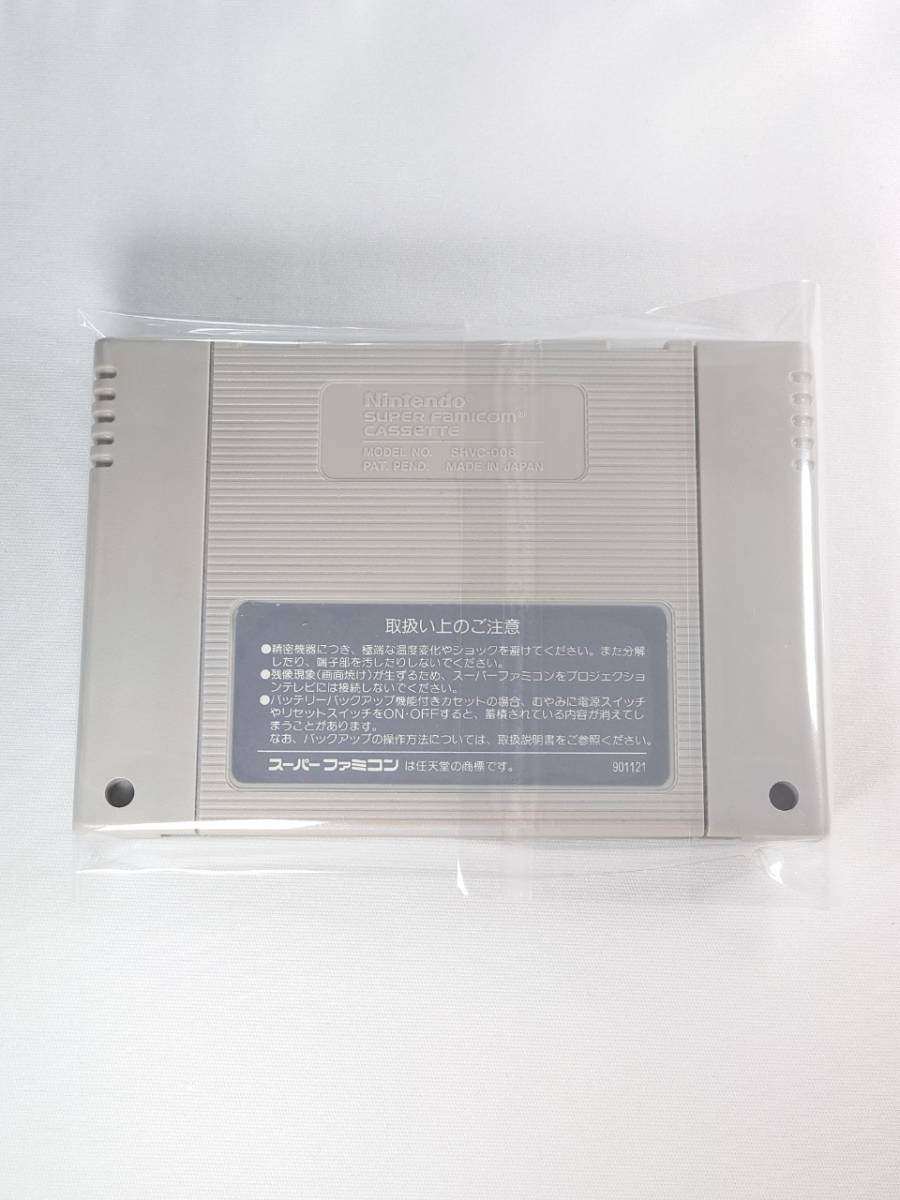 Nintendo
SUPER Famicom
CASSETTE
MODEL NO. SHVC-006
PAT. PEND. MADE IN JAPAN
取扱い上のご注意
●精密機器につき、極端な温度変化やショックを避けてください。また分解
したり、端子部を汚したりしないでください。
●残像現象(画面焼け)が生ずるため、スーパーファミコンをプロジェクショ
ンテレビには接続しないでください。
●バッテリーバックアップ機能付きカセットの場合、むやみに電源スイッチ
やリセットスイッチをON・OFFすると、蓄積されている内容が消えてし
まうことがあります。
なお、バックアップの操作方法については、取扱説明書をご参照ください。
スーパーファミコン は任天堂の商標です。 901121